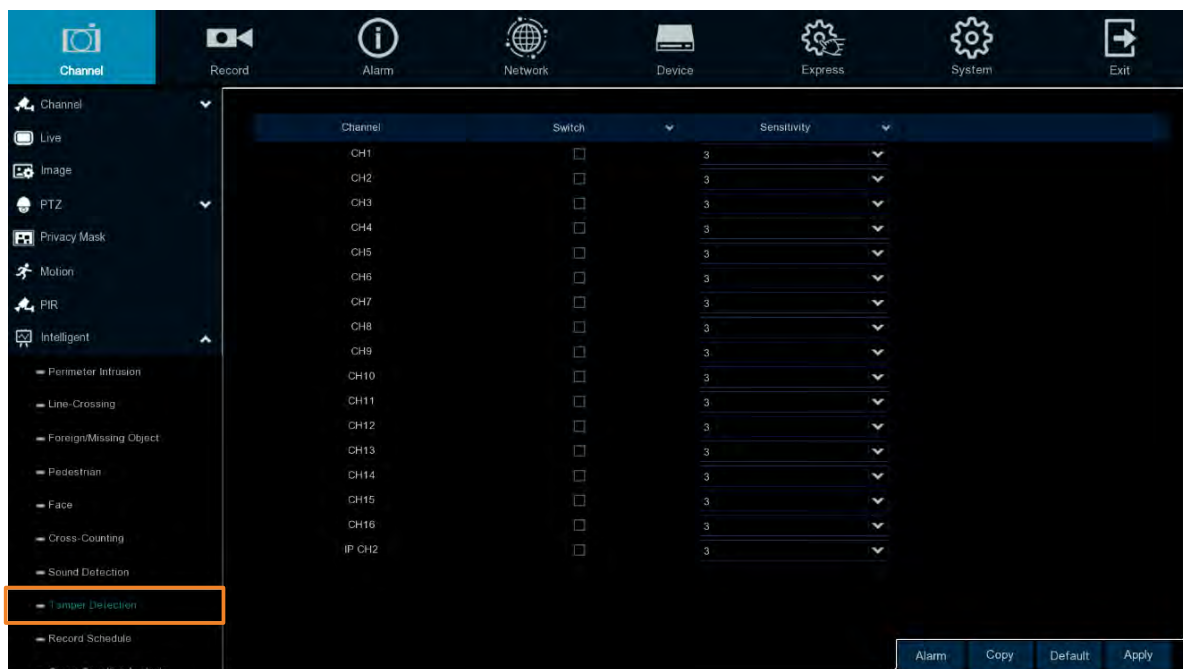 Channel Record Alarm Network Device Express System Exit
Channel
Live
Image
PTZ
Privacy Mask
Motion
PIR
Intelligent
Perimeter Intrusion
Line-Crossing
Foreign/Missing Object
Pedestrian
Face
Cross-Counting
Sound Detection
Tamper Detection
Record Schedule
Channel Switch Sensitivity
CH1 3
CH2 3
CH3 3
CH4 3
CH5 3
CH6 3
CH7 3
CH8 3
CH9 3
CH10 3
CH11 3
CH12 3
CH13 3
CH14 3
CH15 3
CH16 3
IP CH2 3
Alarm Copy Default Apply